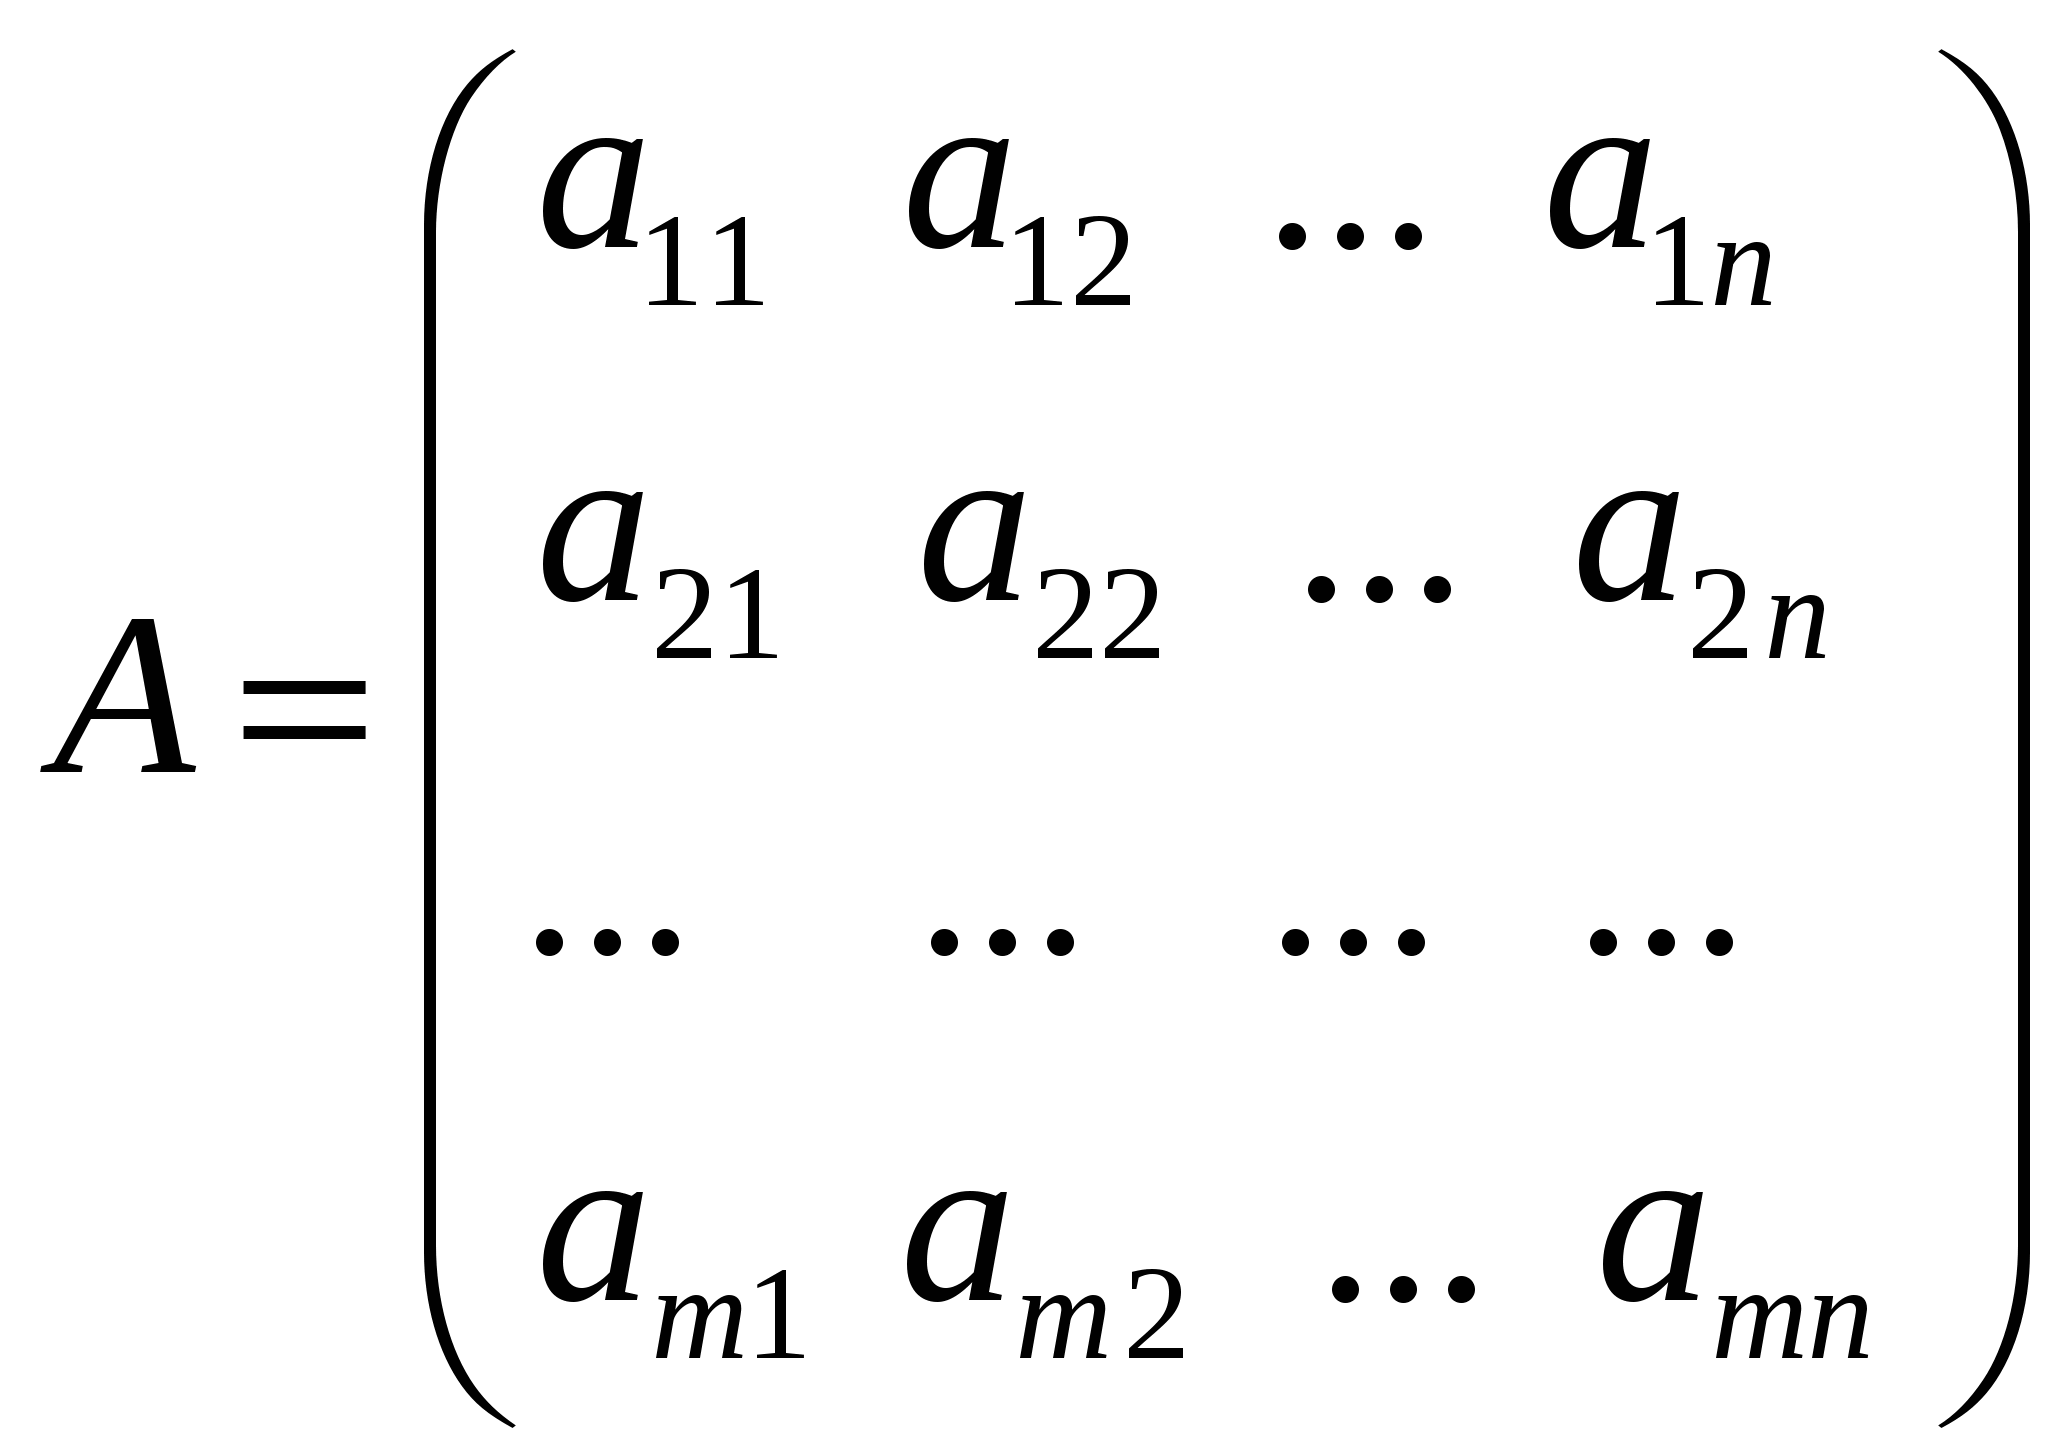 a₁₁ a₁₂ ... a₁ₙ
a₂₁ a₂₂ ... a₂ₙ
A =
... ... ... ...
aₘ₁ aₘ₂ ... aₘₙ